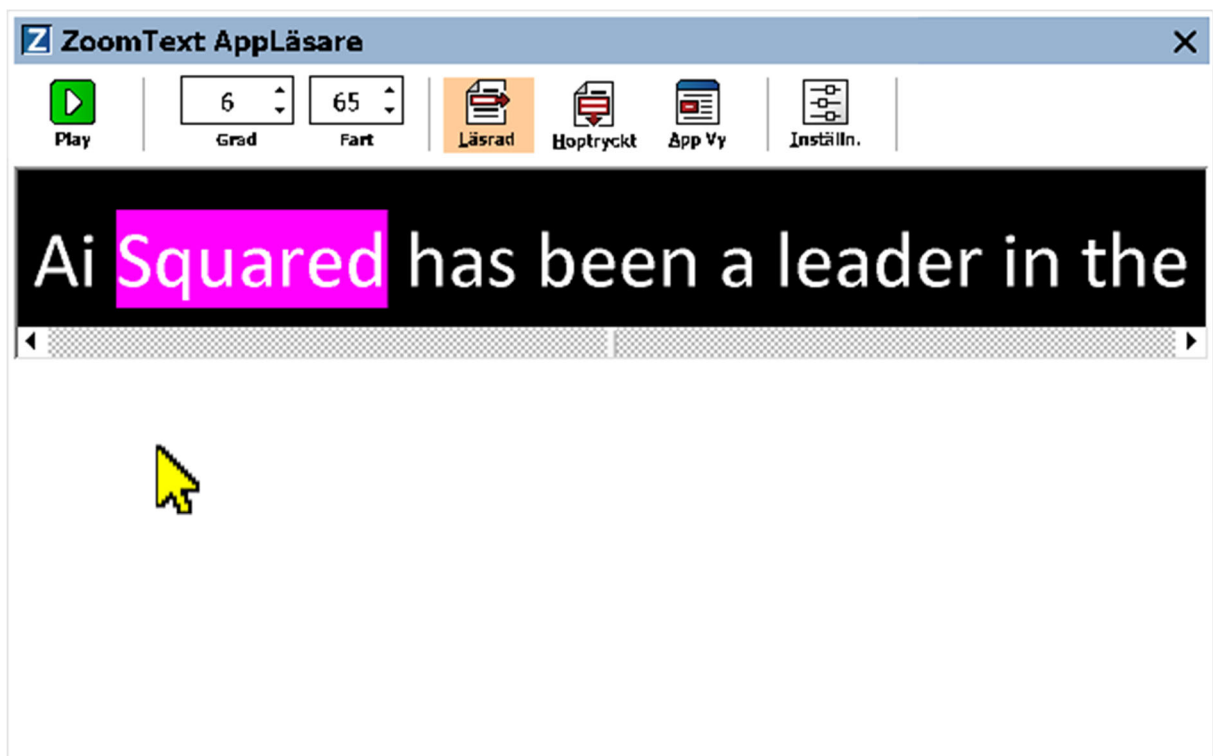 Z ZoomText AppLäsare
6 65
Play Grad Fart Läsrad Hoptryckt App Vy Inställn.
Ai Squared has been a leader in the